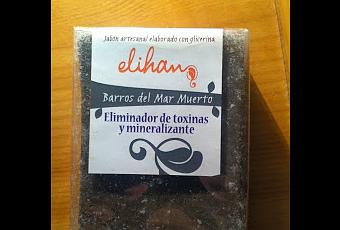 Jabón artesanal elaborado con glicerina
elihan
Barros del Mar Muerto
Eliminador de toxinas
y mineralizante